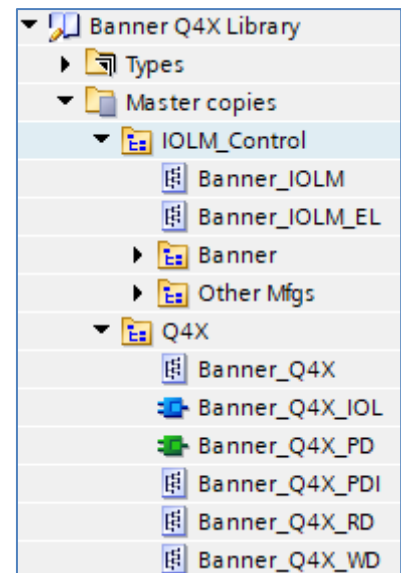 Banner Q4X Library
Types
Master copies
IOLM_Control
Banner_IOLM
Banner_IOLM_EL
Banner
Other Mfgs
Q4X
Banner_Q4X
Banner_Q4X_IOL
Banner_Q4X_PD
Banner_Q4X_PDI
Banner_Q4X_RD
Banner_Q4X_WD